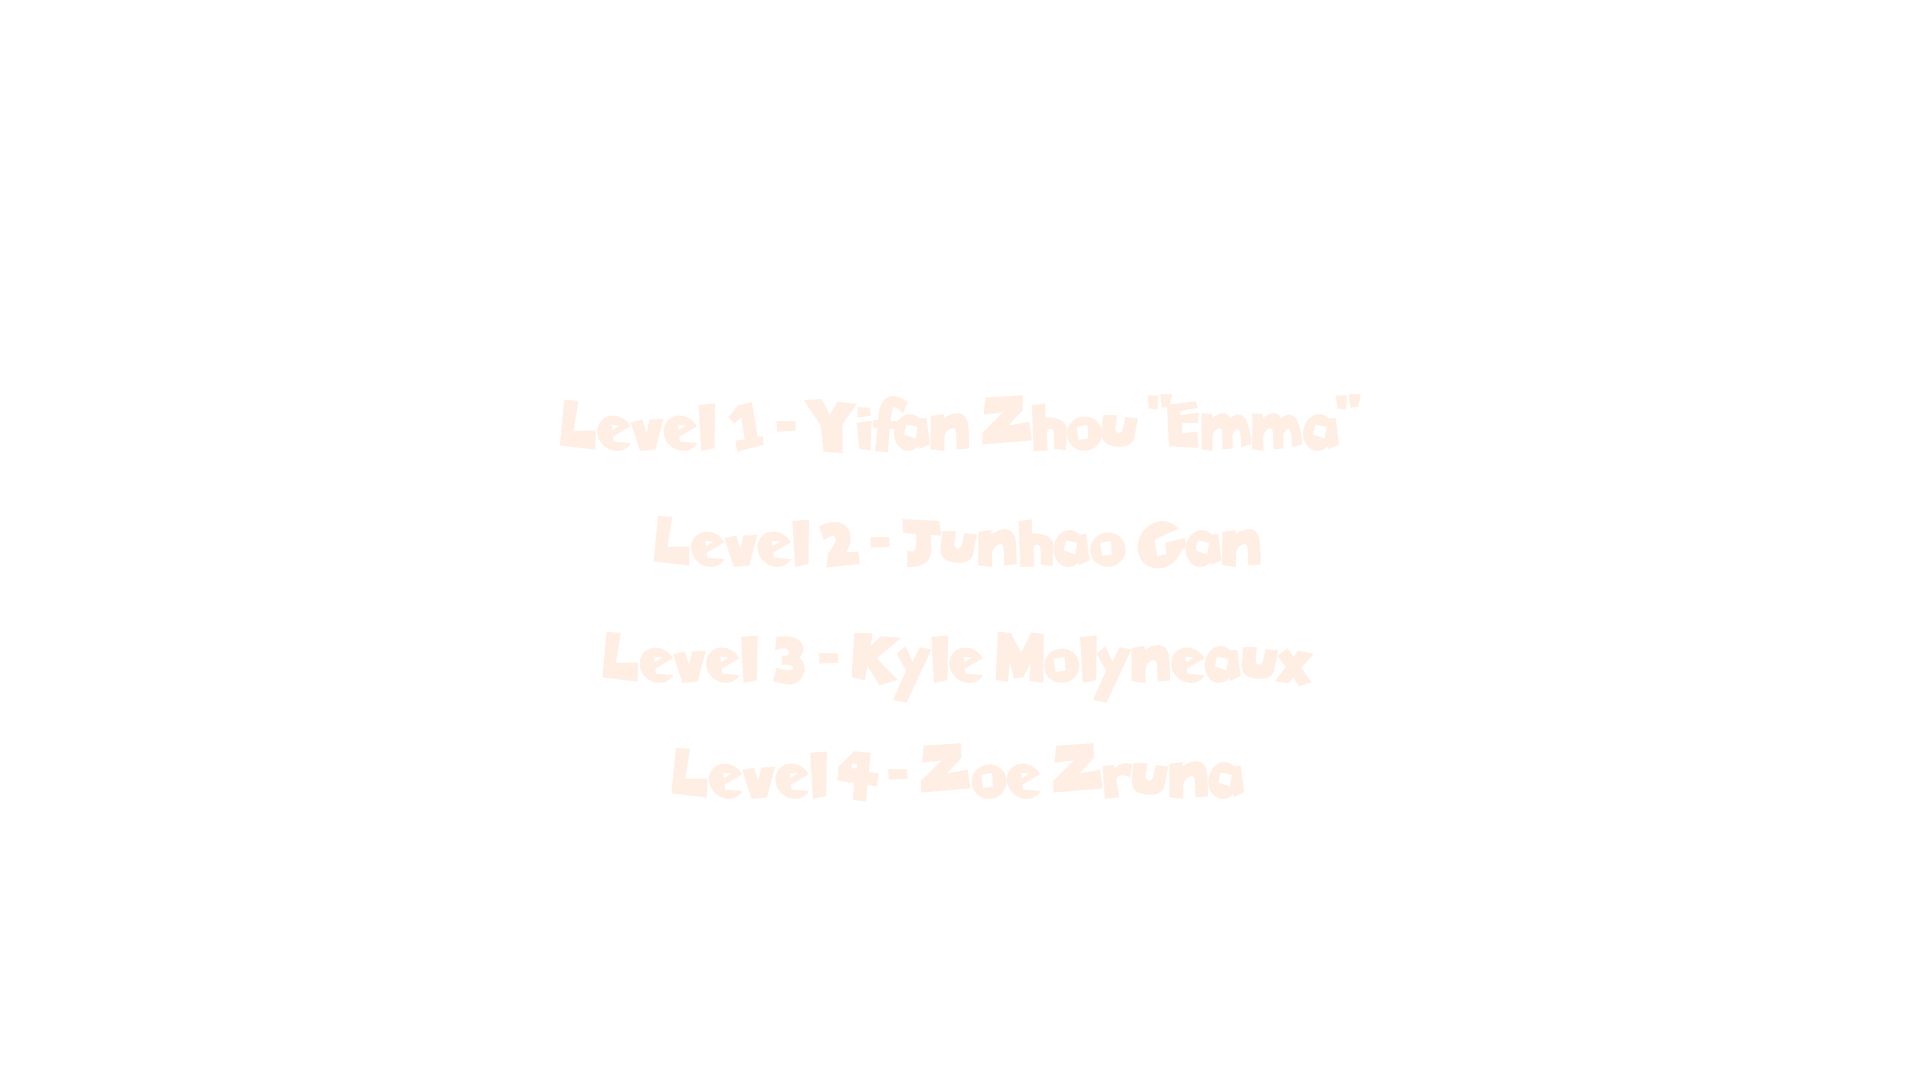 Level 1 - Yifan Zhou "Emma"
Level 2 - Junhao Gan
Level 3 - Kyle Molyneaux
Level 4 - Zoe Zruna